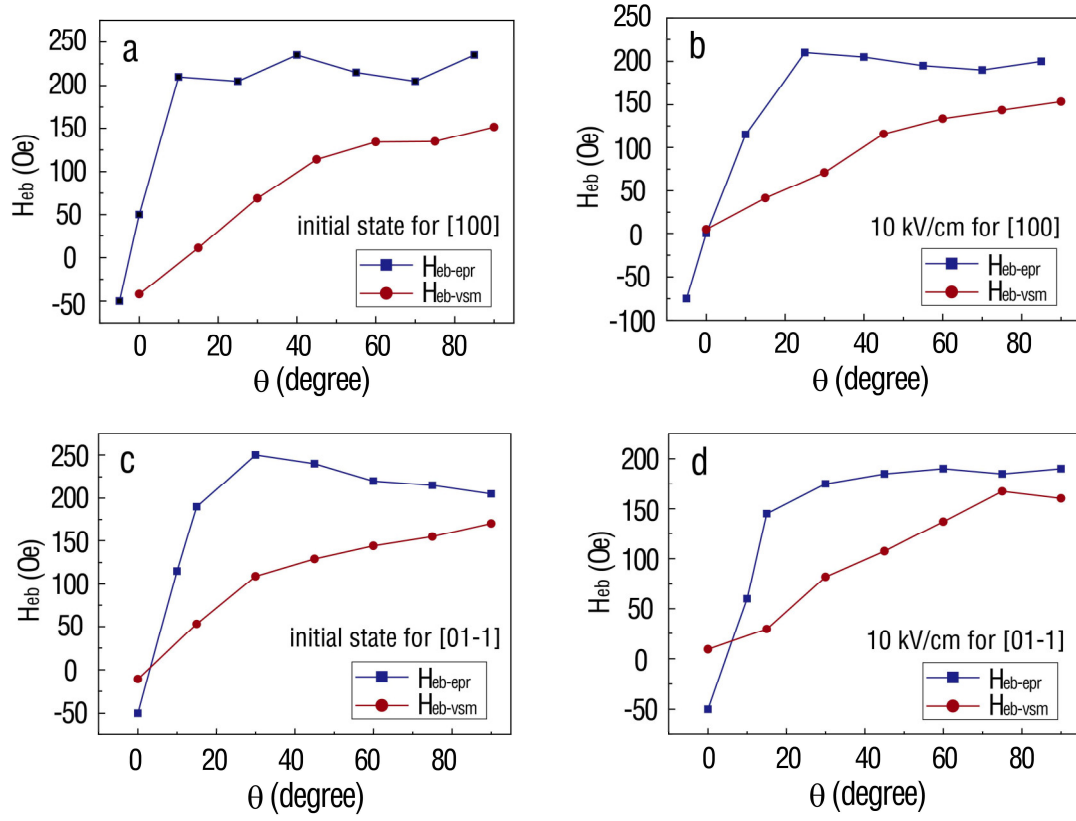 a
250
200
150
100
50
0
-50
Heb (Oe)
initial state for [100]
Heb-epr
Heb-vsm
0 20 40 60 80
θ (degree)
b
250
200
150
100
50
0
-50
-100
Heb (Oe)
10 kV/cm for [100]
Heb-epr
Heb-vsm
0 20 40 60 80
θ (degree)
c
250
200
150
100
50
0
-50
Heb (Oe)
initial state for [01-1]
Heb-epr
Heb-vsm
0 20 40 60 80
θ (degree)
d
200
150
100
50
0
-50
Heb (Oe)
10 kV/cm for [01-1]
Heb-epr
Heb-vsm
0 20 40 60 80
θ (degree)